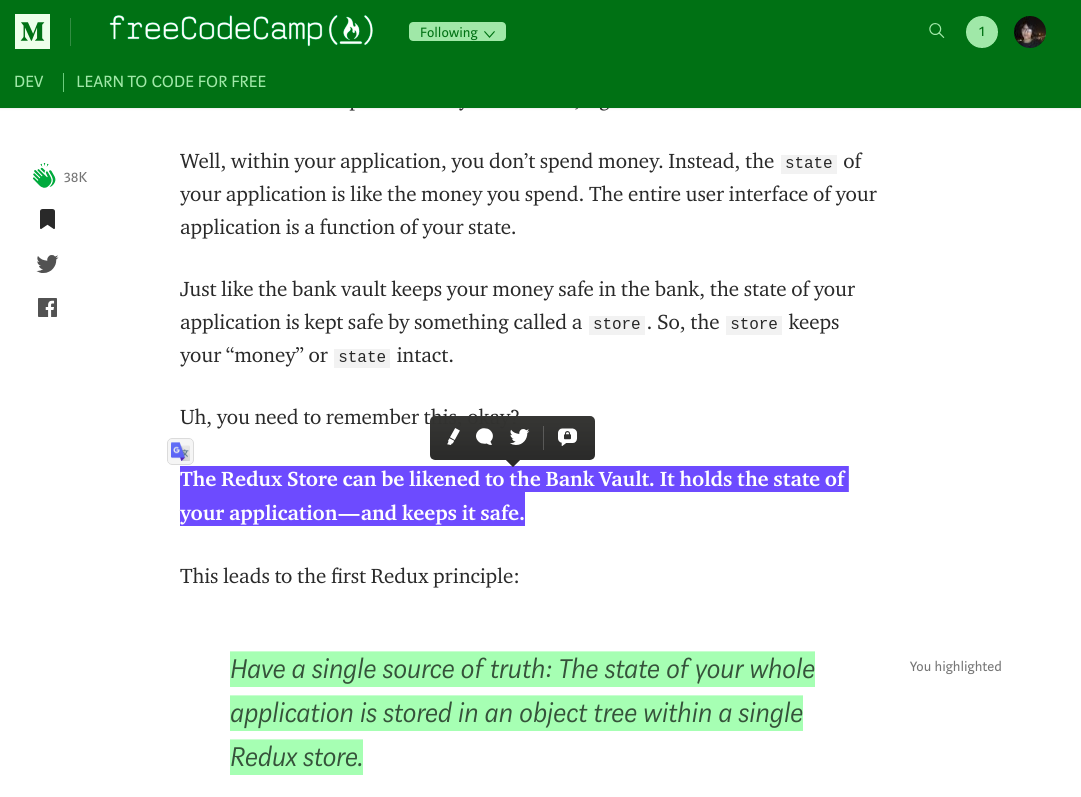 M
freeCodeCamp(🔥)
Following
1
DEV
LEARN TO CODE FOR FREE
Well, within your application, you don’t spend money. Instead, the state of
your application is like the money you spend. The entire user interface of your
application is a function of your state.
38K
Just like the bank vault keeps your money safe in the bank, the state of your
application is kept safe by something called a store. So, the store keeps
your “money” or state intact.
Uh, you need to remember this, okay?
The Redux Store can be likened to the Bank Vault. It holds the state of
your application—and keeps it safe.
This leads to the first Redux principle:
Have a single source of truth: The state of your whole
application is stored in an object tree within a single
Redux store.
You highlighted